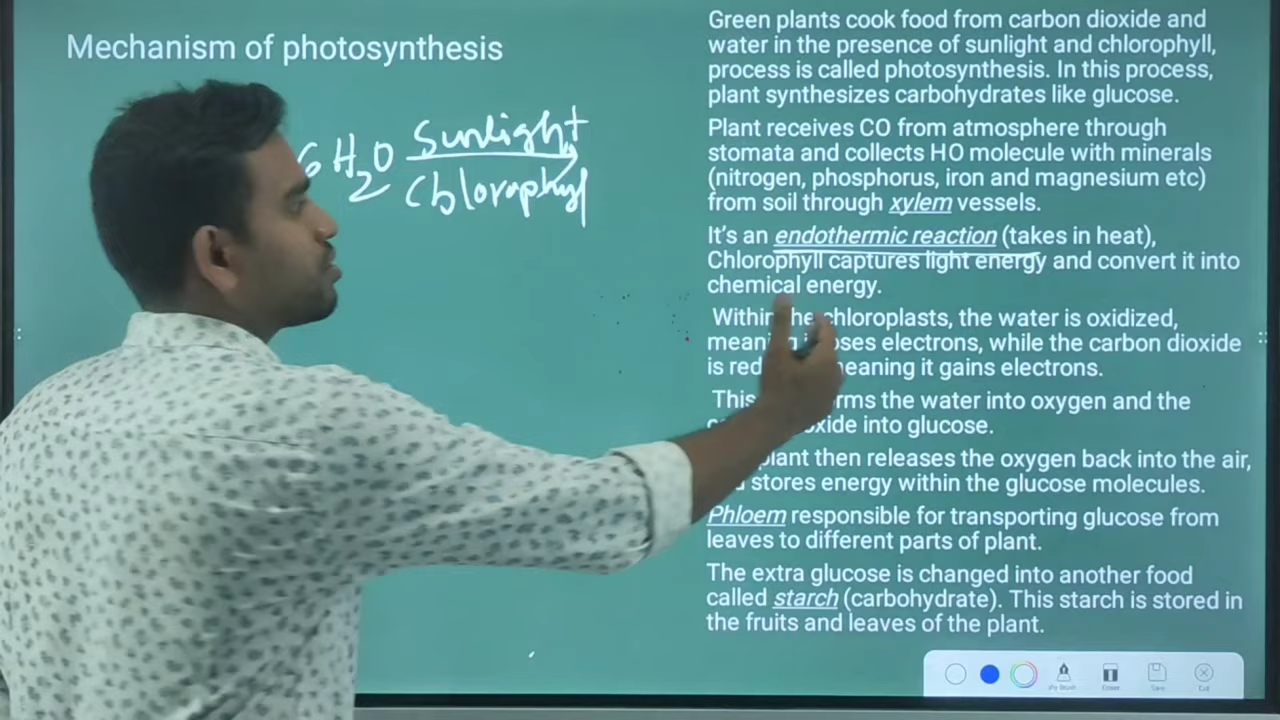 Mechanism of photosynthesis
6 H2O Sunlight
Chlorophyl
Green plants cook food from carbon dioxide and
water in the presence of sunlight and chlorophyll,
process is called photosynthesis. In this process,
plant synthesizes carbohydrates like glucose.
Plant receives CO from atmosphere through
stomata and collects HO molecule with minerals
(nitrogen, phosphorus, iron and magnesium etc)
from soil through xylem vessels.
It's an endothermic reaction (takes in heat),
Chlorophyll captures light energy and convert it into
chemical energy.
Within he chloroplasts, the water is oxidized,
meaning oses electrons, while the carbon dioxide
is red eaning it gains electrons.
This rms the water into oxygen and the
oxide into glucose.
plant then releases the oxygen back into the air,
stores energy within the glucose molecules.
Phloem responsible for transporting glucose from
leaves to different parts of plant.
The extra glucose is changed into another food
called starch (carbohydrate). This starch is stored in
the fruits and leaves of the plant.
Save
Exit